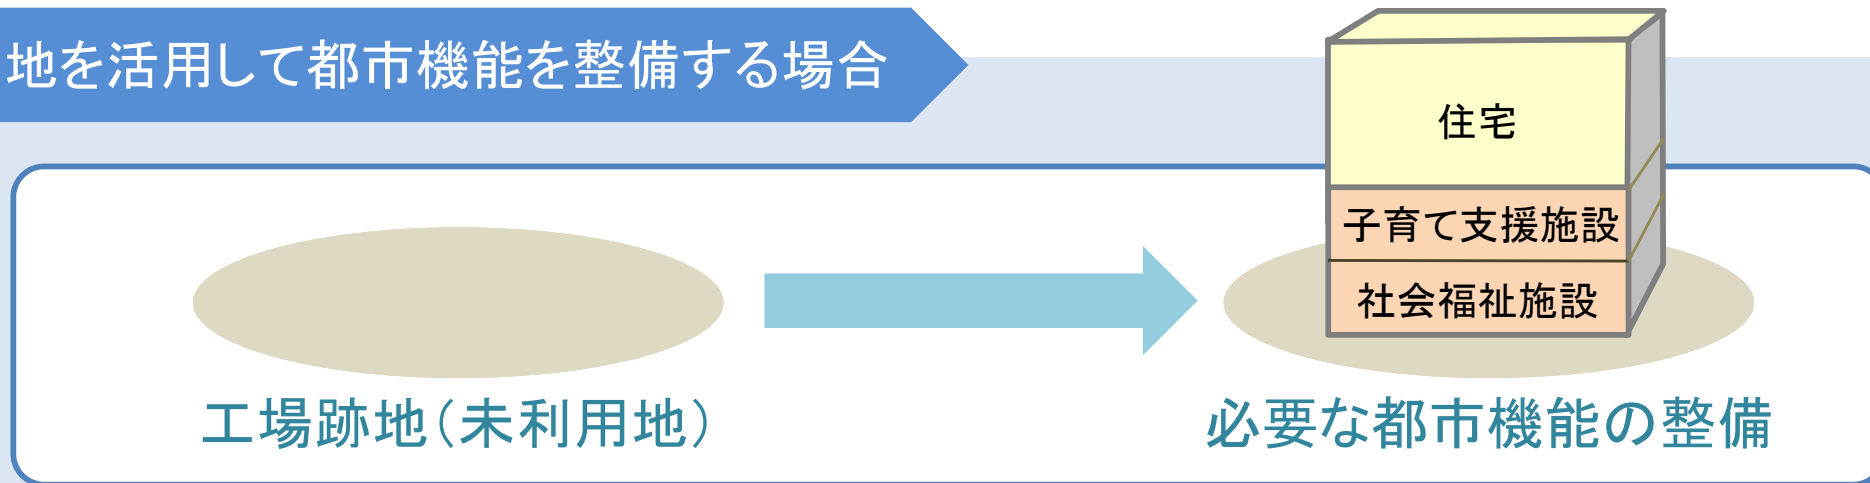 地を活用して都市機能を整備する場合
住宅
子育て支援施設
社会福祉施設
工場跡地(未利用地)
必要な都市機能の整備